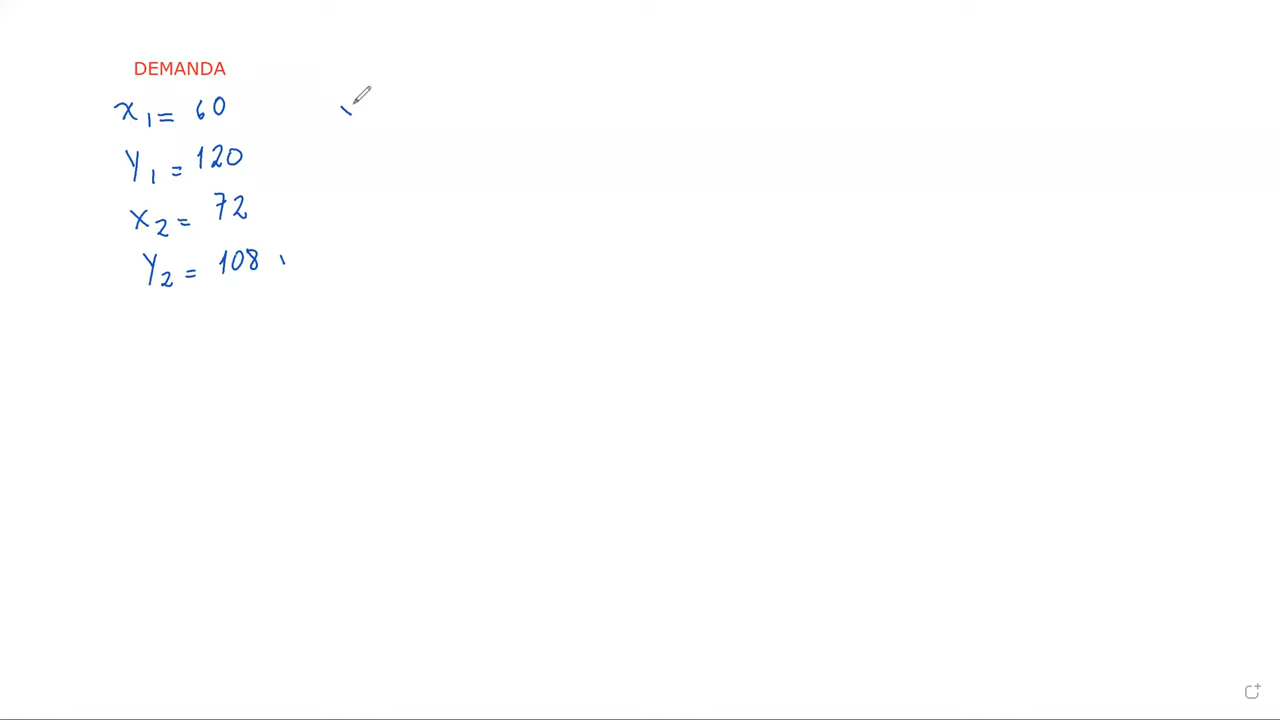 DEMANDA
x₁ = 60
y₁ = 120
x₂ = 72
y₂ = 108